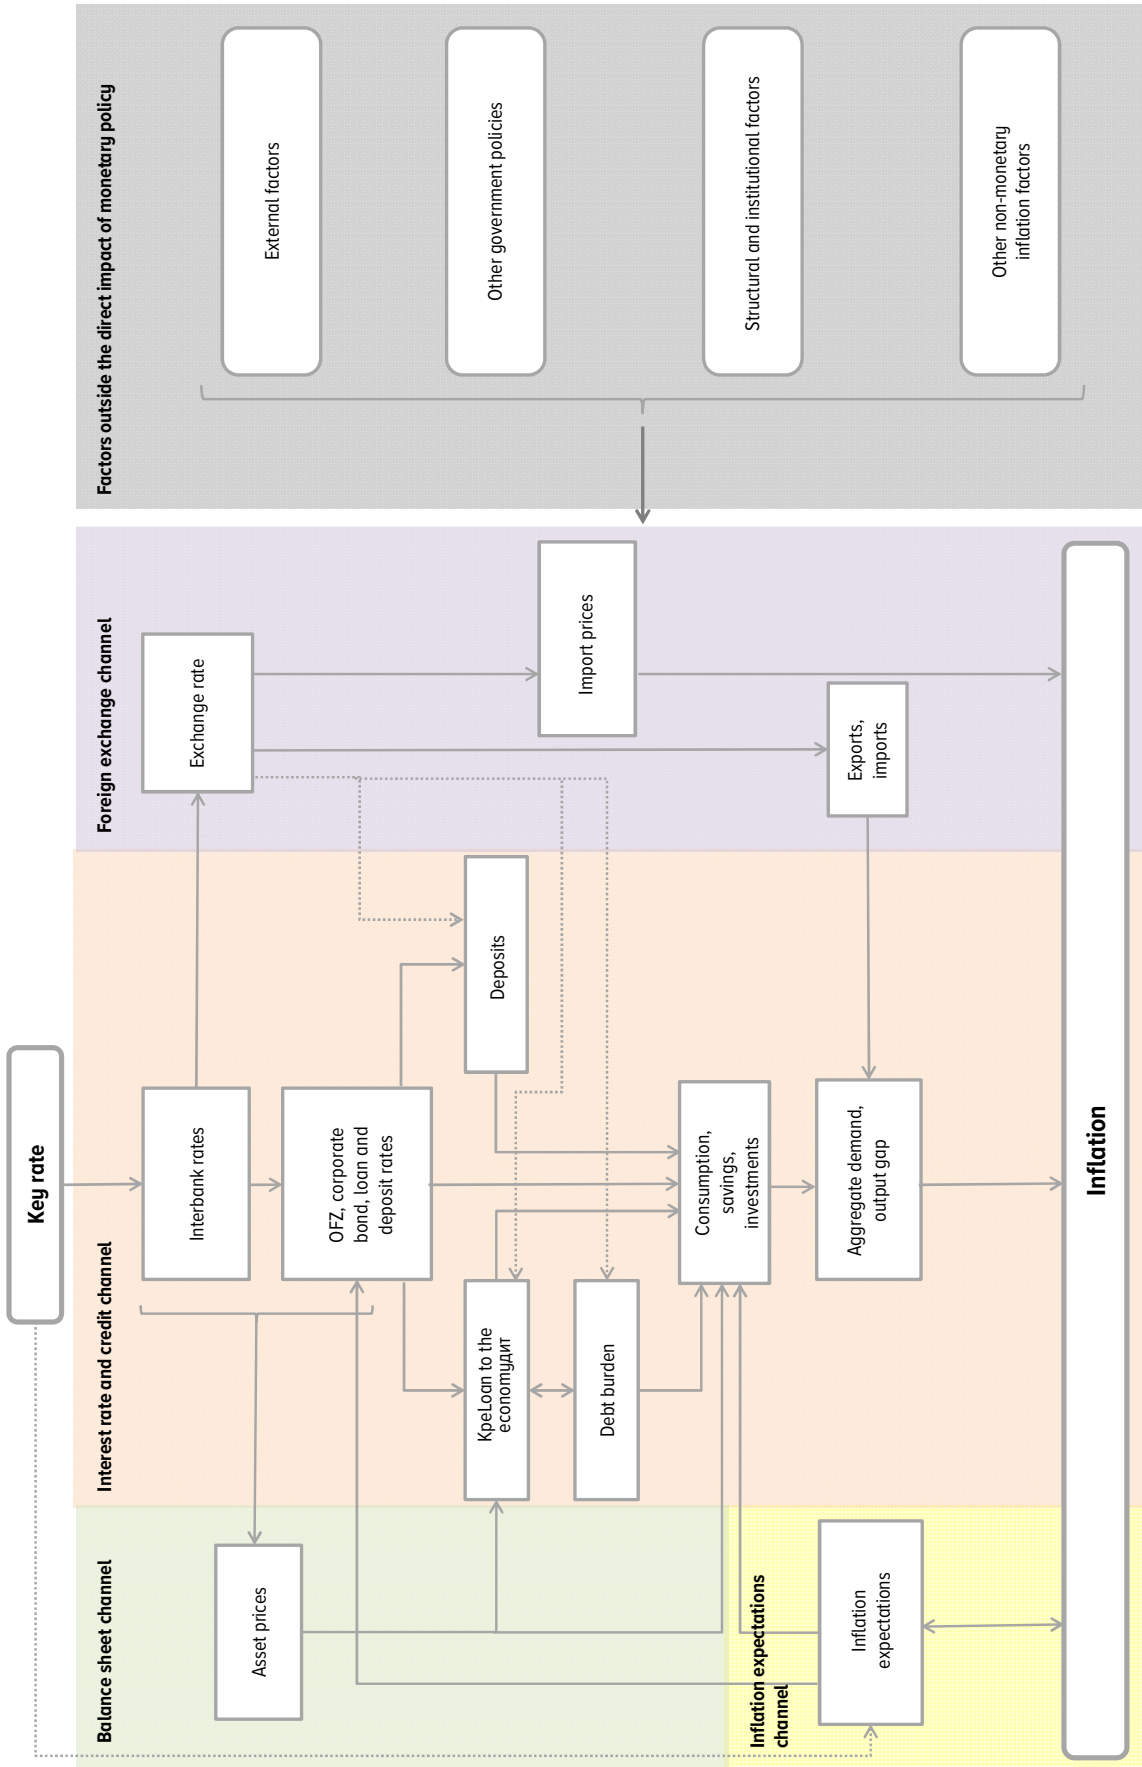 Key rate
Balance sheet channel
Interest rate and credit channel
Foreign exchange channel
Factors outside the direct impact of monetary policy
Asset prices
Interbank rates
Exchange rate
External factors
OFZ, corporate
bond, loan and
deposit rates
Other government policies
КреLoan to the
economyдит
Deposits
Import prices
Debt burden
Structural and institutional factors
Consumption,
savings,
investments
Inflation expectations
channel
Inflation
expectations
Aggregate demand,
output gap
Exports,
imports
Other non-monetary
inflation factors
Inflation